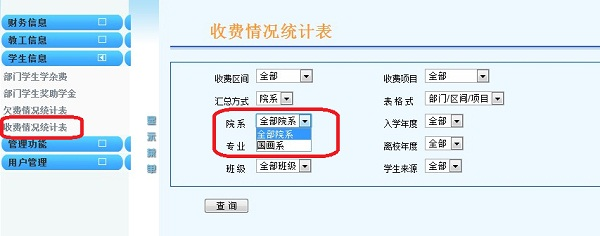 财务信息
教工信息
学生信息
部门学生学杂费
部门学生奖助学金
欠费情况统计表
收费情况统计表
管理功能
用户管理
收费情况统计表
收费区间 全部 收费项目 全部
汇总方式 院系 表 格 式 部门/区间/项目
院 系 全部院系 入学年度 全部
全部院系
专 业 国画系 离校年度 全部
班 级 全部班级 学生来源 全部
查 询